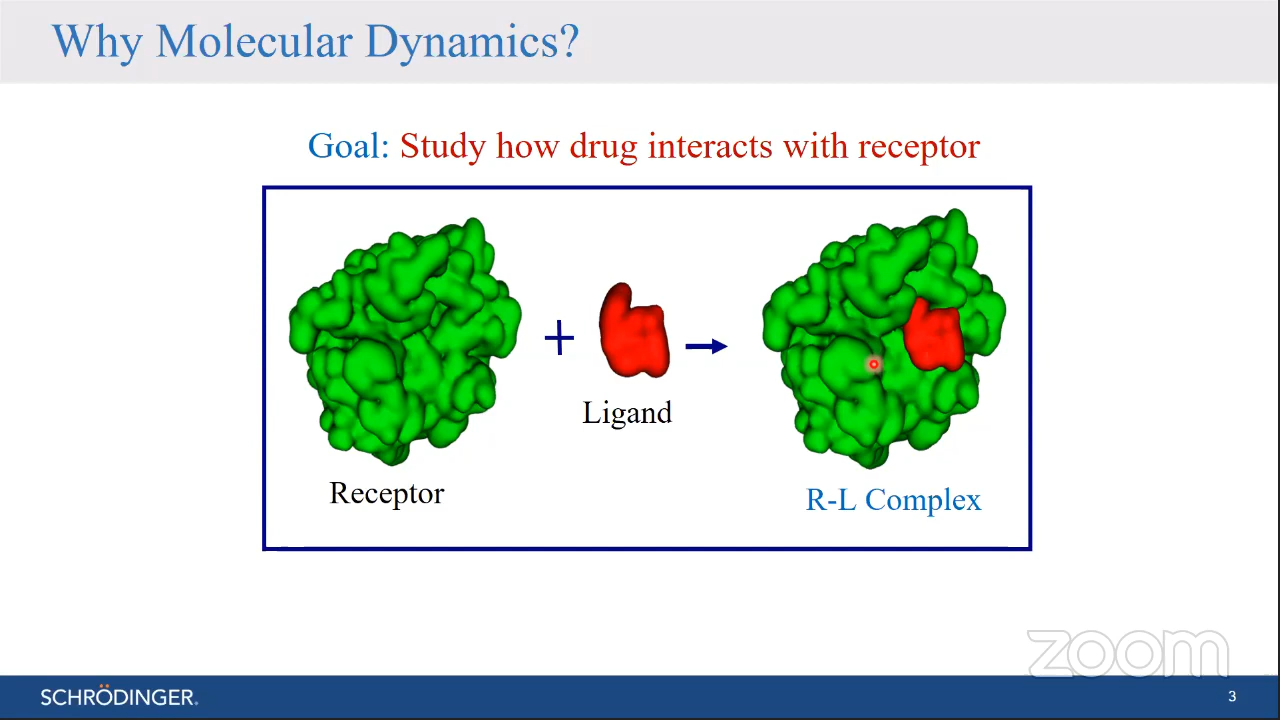 Why Molecular Dynamics?
Goal: Study how drug interacts with receptor
+
Ligand
Receptor
R-L Complex
zoom
SCHRÖDINGER.
3